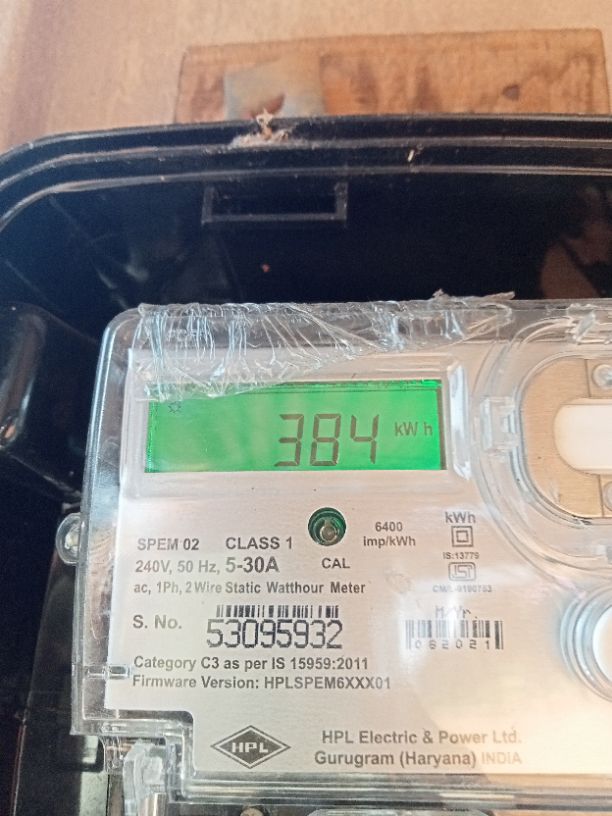 384 kW h
SPEM 02 CLASS 1
240V, 50 Hz, 5-30A
CAL
6400
imp/kWh
kWh
IS:13779
ac, 1Ph, 2 Wire Static Watthour Meter
S. No. 53095932
M/Yr.
062021
Category C3 as per IS 15959:2011
Firmware Version: HPLSPEM6XXX01
HPL
HPL Electric & Power Ltd.
Gurugram (Haryana) INDIA